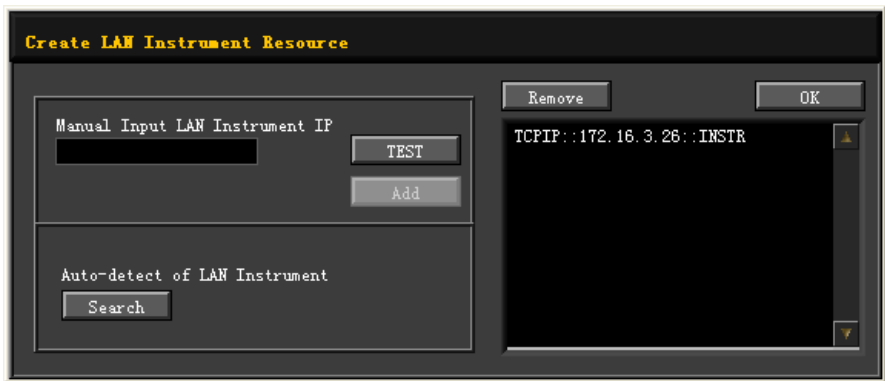 Create LAN Instrument Resource
Manual Input LAN Instrument IP
TEST
Add
Auto-detect of LAN Instrument
Search
Remove
OK
TCPIP::172.16.3.26::INSTR